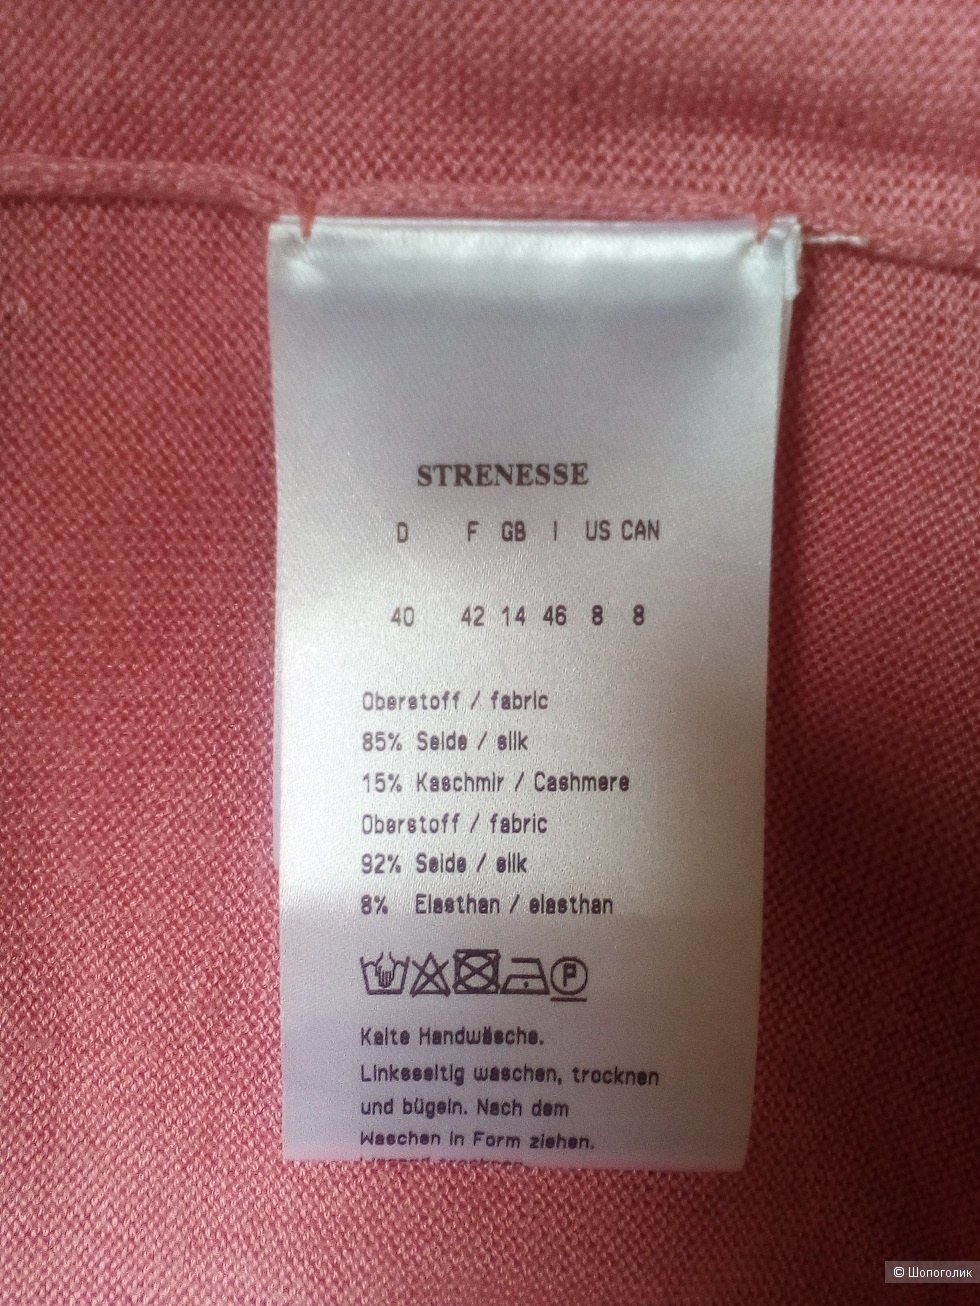 STRENESSE
D F GB I US CAN
40 42 14 46 8 8
Oberstoff / fabric
85% Seide / silk
15% Kaschmir / Cashmere
Oberstoff / fabric
92% Seide / silk
8% Elasthan / elasthan
P
Kalte Handwäsche.
Linksseitig waschen, trocknen
und bügeln. Nach dem
Waschen in Form ziehen.
© Шопоголик